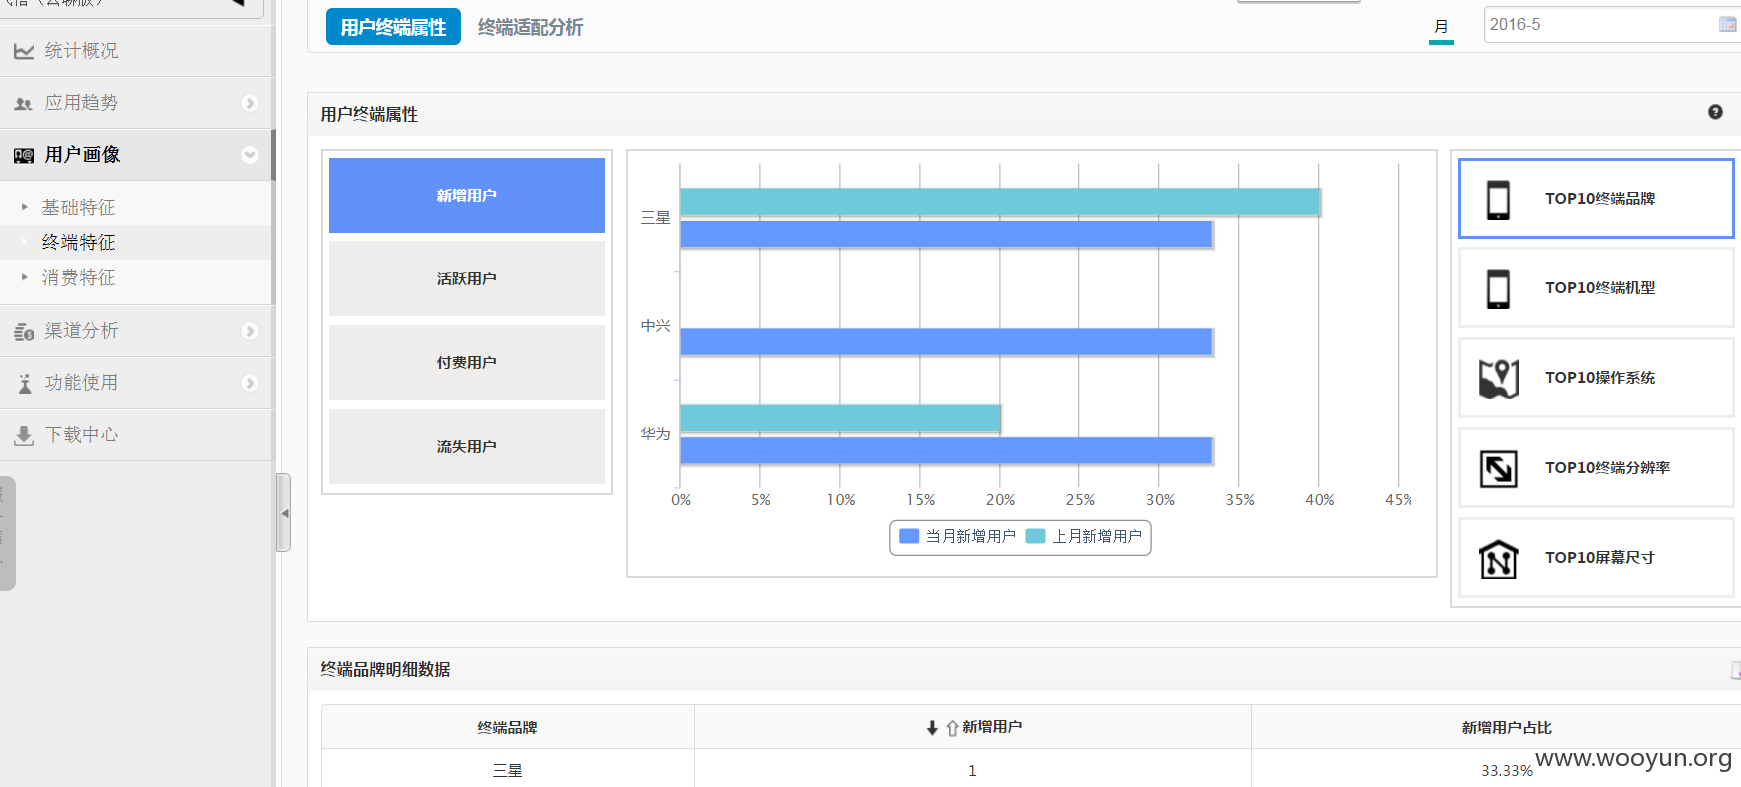 统计概况
应用趋势
用户画像
基础特征
终端特征
消费特征
渠道分析
功能使用
下载中心
用户终端属性 终端适配分析
月 2016-5
用户终端属性
新增用户
活跃用户
付费用户
流失用户
三星
中兴
华为
0% 5% 10% 15% 20% 25% 30% 35% 40% 45%
当月新增用户 上月新增用户
TOP10终端品牌
TOP10终端机型
TOP10操作系统
TOP10终端分辨率
TOP10屏幕尺寸
终端品牌明细数据
终端品牌 新增用户 新增用户占比
三星 1 33.33%
www.wooyun.org